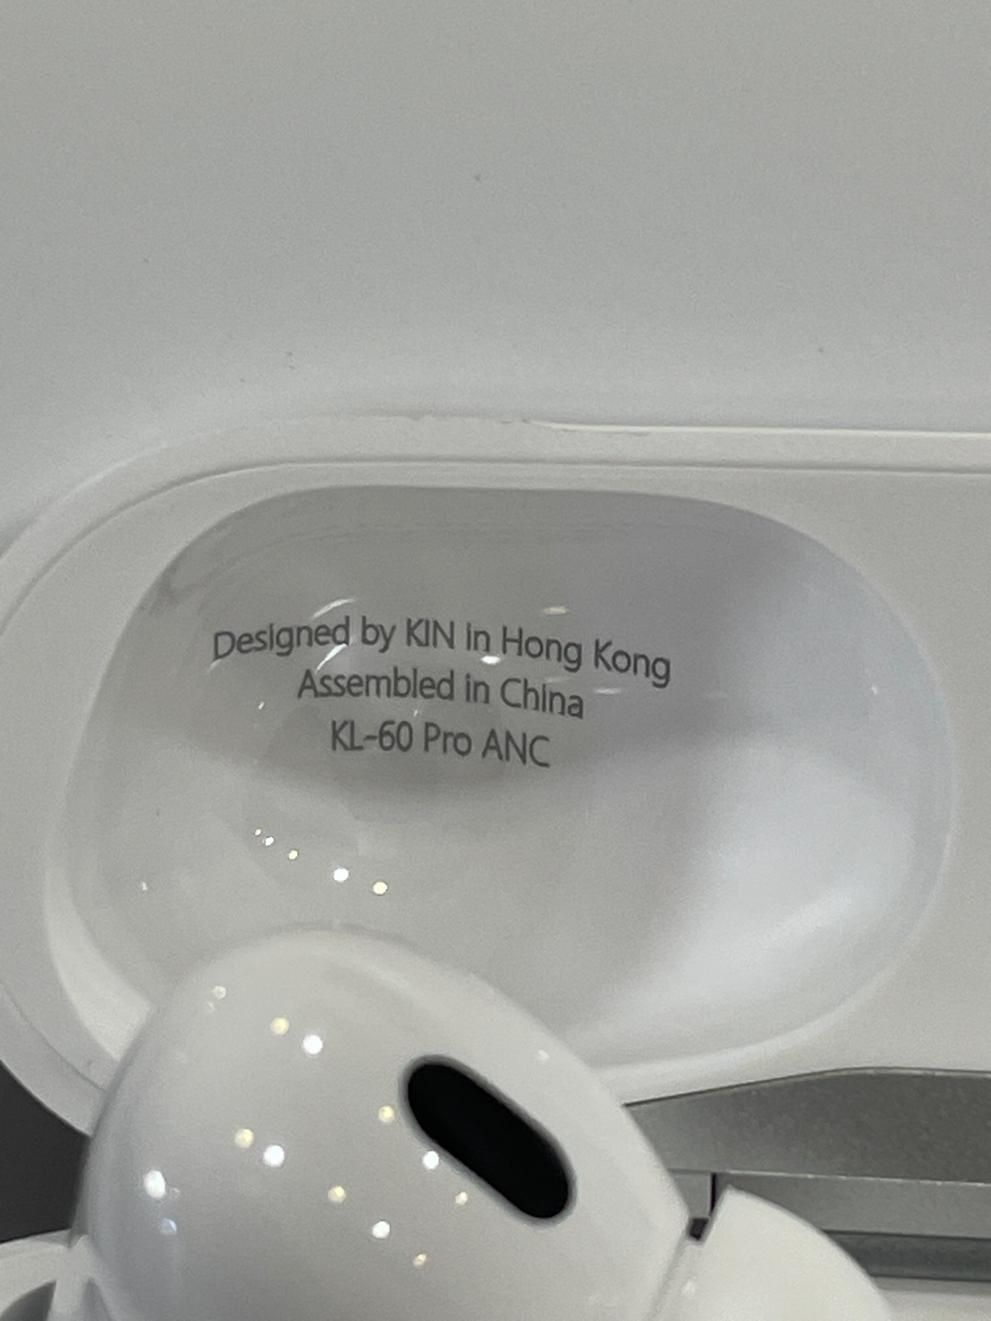 Designed by KIN in Hong Kong
Assembled in China
KL-60 Pro ANC